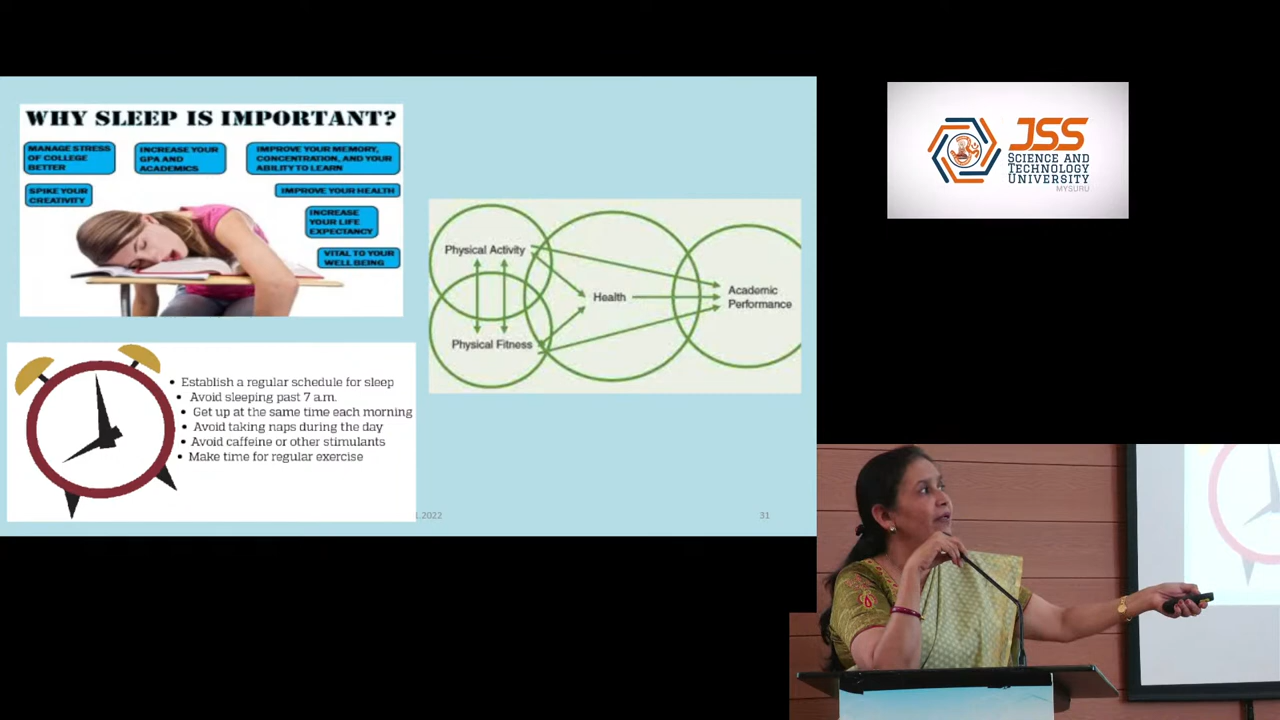 WHY SLEEP IS IMPORTANT?
MANAGE STRESS
OF COLLEGE
BETTER
INCREASE YOUR
GPA AND
ACADEMICS
IMPROVE YOUR MEMORY,
CONCENTRATION, AND YOUR
ABILITY TO LEARN
SPIKE YOUR
CREATIVITY
IMPROVE YOUR HEALTH
INCREASE
YOUR LIFE
EXPECTANCY
VITAL TO YOUR
WELL BEING
• Establish a regular schedule for sleep
• Avoid sleeping past 7 a.m.
• Get up at the same time each morning
• Avoid taking naps during the day
• Avoid caffeine or other stimulants
• Make time for regular exercise
Physical Activity
Physical Fitness
Health
Academic
Performance
.2022
31
JSS
SCIENCE AND
TECHNOLOGY
UNIVERSITY
MYSURU